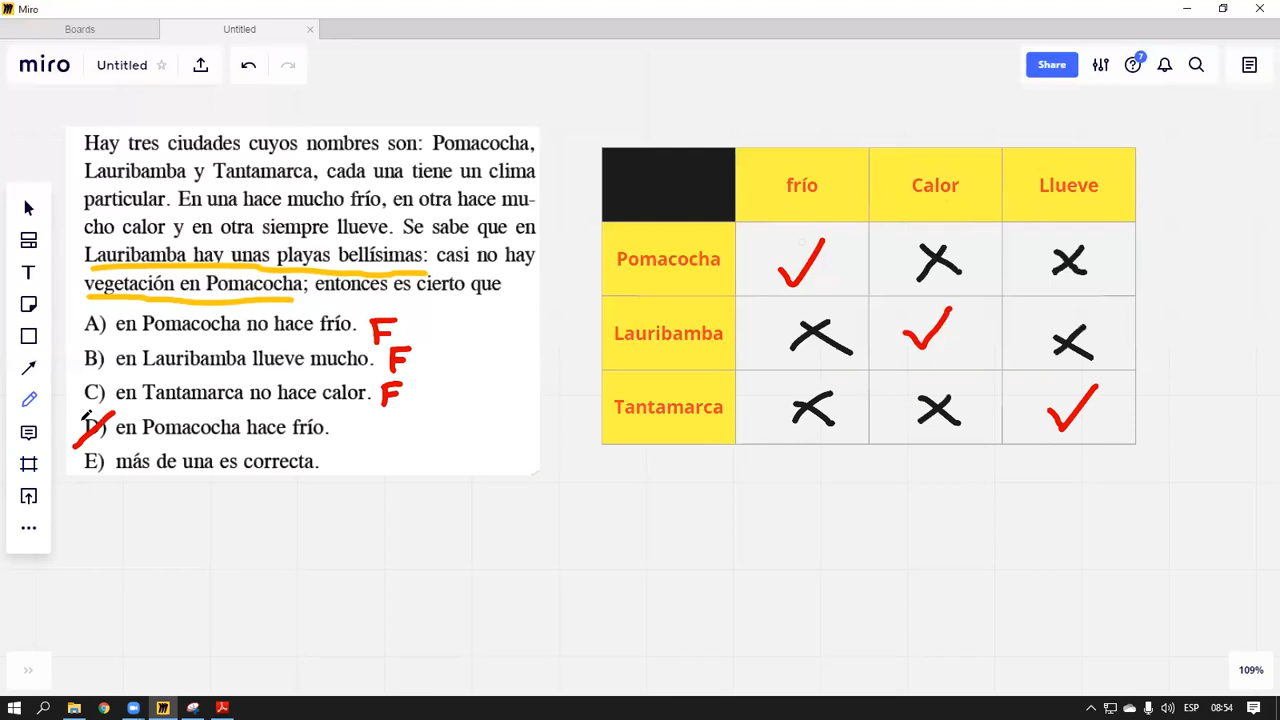 Miro
Boards
Untitled
miro
Untitled
Share
7
Hay tres ciudades cuyos nombres son: Pomacocha,
Lauribamba y Tantamarca, cada una tiene un clima
particular. En una hace mucho frío, en otra hace mu-
cho calor y en otra siempre llueve. Se sabe que en
Lauribamba hay unas playas bellísimas: casi no hay
vegetación en Pomacocha; entonces es cierto que
A) en Pomacocha no hace frío. F
B) en Lauribamba llueve mucho. F
C) en Tantamarca no hace calor. F
D) en Pomacocha hace frío.
E) más de una es correcta.
frío Calor Llueve
Pomacocha
Lauribamba
Tantamarca
109%
ESP 08:54